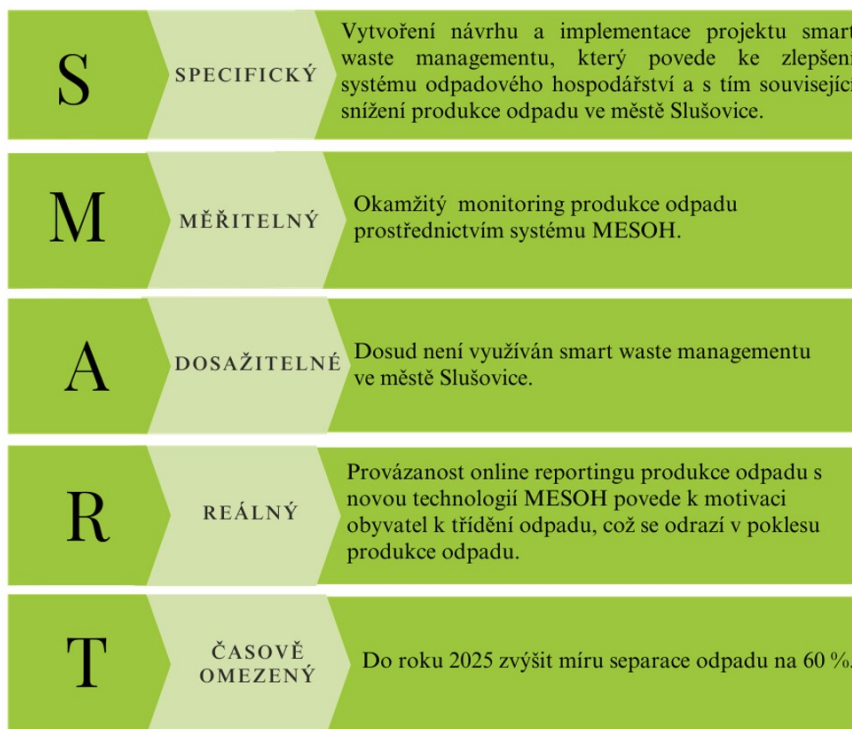 S
SPECIFICKÝ
Vytvoření návrhu a implementace projektu smart
waste managementu, který povede ke zlepšení
systému odpadového hospodářství a s tím související
snížení produkce odpadu ve městě Slušovice.
M
MĚŘITELNÝ
Okamžitý monitoring produkce odpadu
prostřednictvím systému MESOH.
A
DOSAŽITELNÉ
Dosud není využíván smart waste managementu
ve městě Slušovice.
R
REÁLNÝ
Provázanost online reportingu produkce odpadu s
novou technologií MESOH povede k motivaci
obyvatel k třídění odpadu, což se odrazí v poklesu
produkce odpadu.
T
ČASOVĚ
OMEZENÝ
Do roku 2025 zvýšit míru separace odpadu na 60 %.